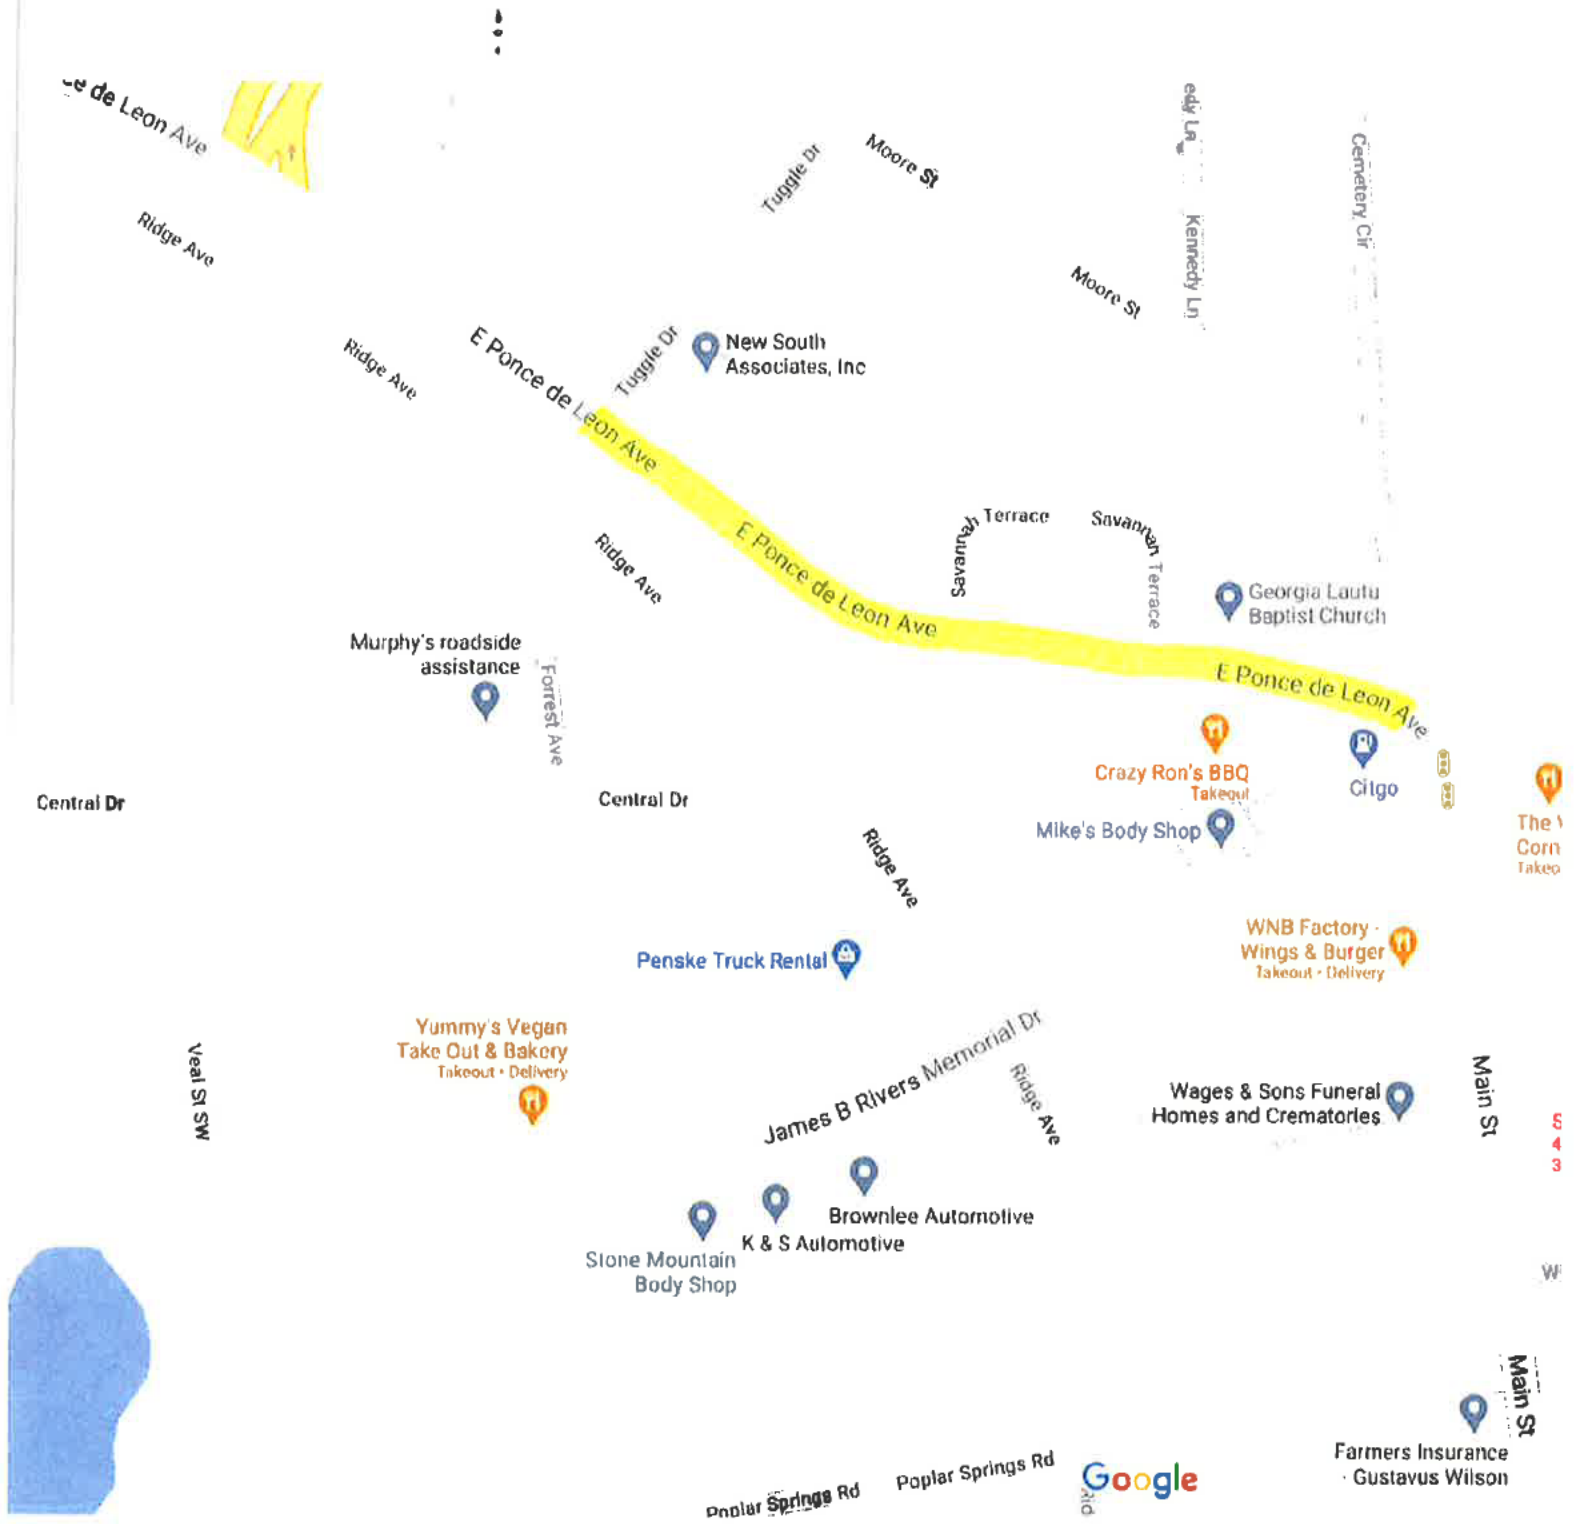 de Leon Ave
Ridge Ave
Tuggle Dr
Moore St
Kennedy Ln
Cemetery Cir
Moore St
Ridge Ave
E Ponce de Leon Ave
Tuggle Dr
New South
Associates, Inc
E Ponce de Leon Ave
Ridge Ave
Savannah Terrace
Savannah Terrace
Georgia Lautu
Baptist Church
Murphy's roadside
assistance
Forrest Ave
E Ponce de Leon Ave
Crazy Ron's BBQ
Takeout
Citgo
Central Dr
Central Dr
Mike's Body Shop
The
Corn
Takeo
Ridge Ave
Penske Truck Rental
WNB Factory -
Wings & Burger
Takeout • Delivery
Yummy's Vegan
Take Out & Bakery
Takeout • Delivery
Veal St SW
James B Rivers Memorial Dr
Ridge Ave
Wages & Sons Funeral
Homes and Crematories
Main St
S
4
3
Brownlee Automotive
K & S Automotive
Stone Mountain
Body Shop
W
Main St
Farmers Insurance
- Gustavus Wilson
Poplar Springs Rd
Poplar Springs Rd
Google
Rid